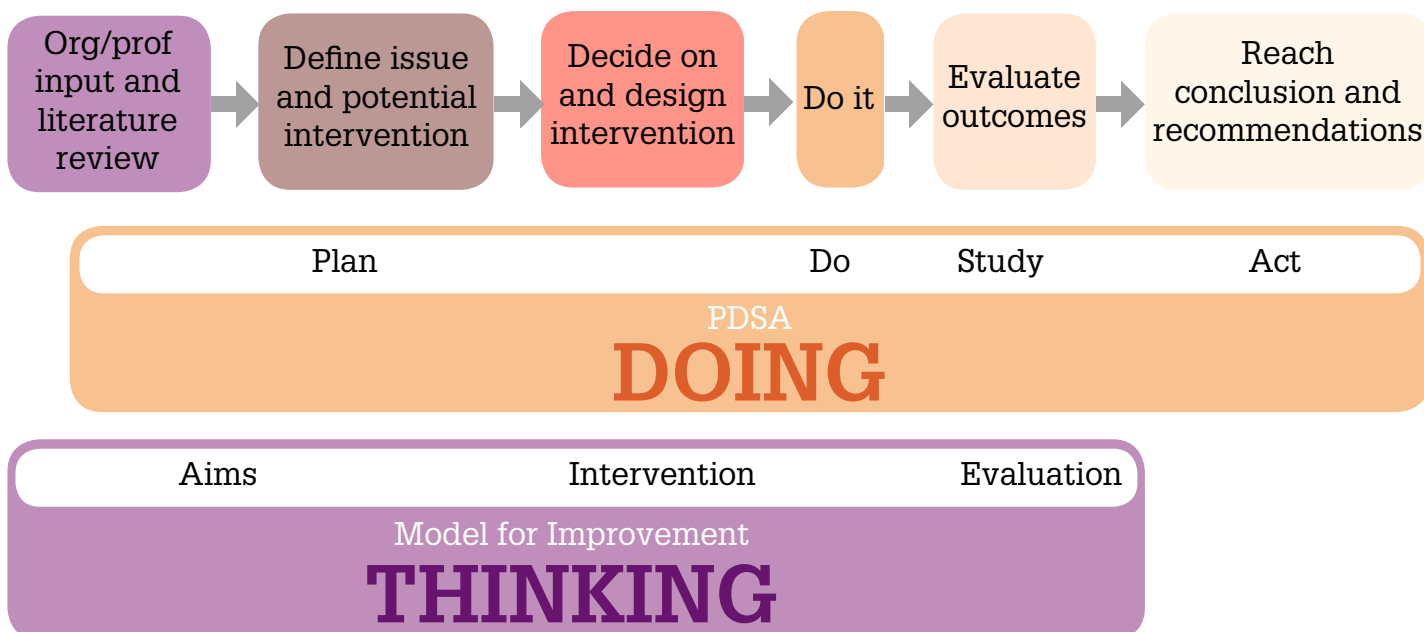 Org/prof
input and
literature
review
Define issue
and potential
intervention
Decide on
and design
intervention
Do it
Evaluate
outcomes
Reach
conclusion and
recommendations
Plan
Do
Study
Act
PDSA
DOING
Aims
Intervention
Evaluation
Model for Improvement
THINKING